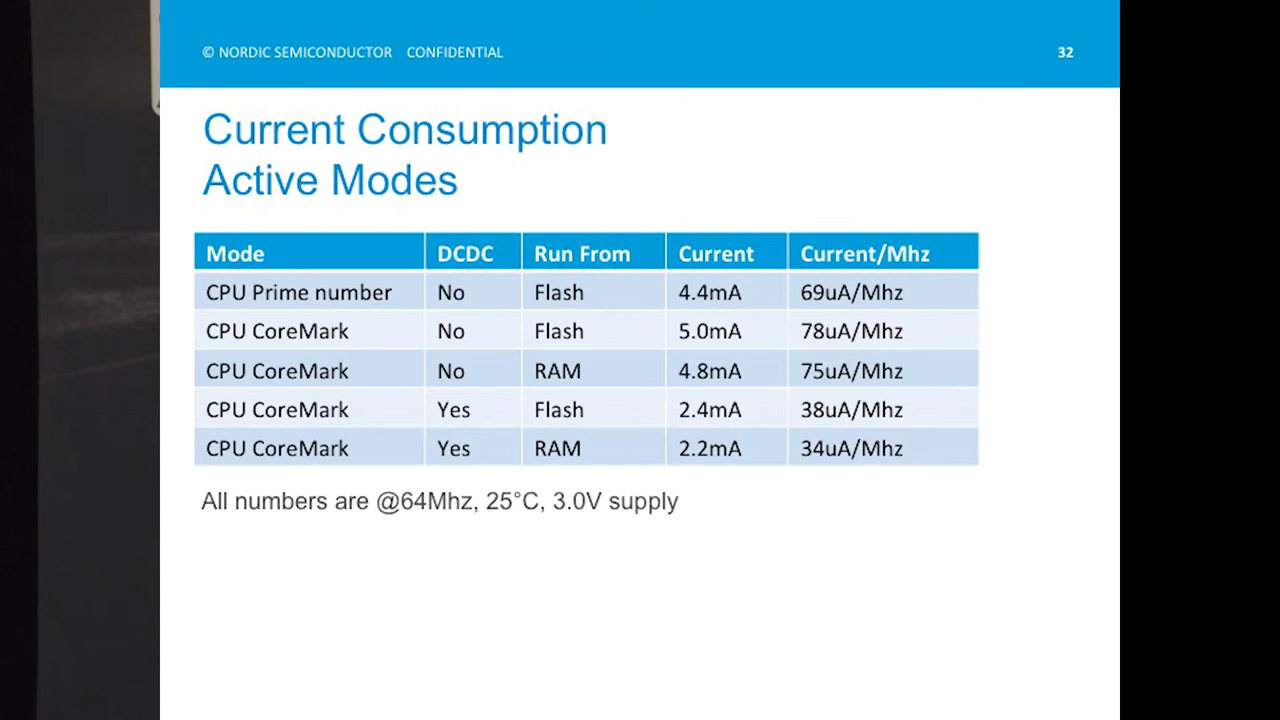 © NORDIC SEMICONDUCTOR CONFIDENTIAL 32
Current Consumption
Active Modes
Mode DCDC Run From Current Current/Mhz
CPU Prime number No Flash 4.4mA 69uA/Mhz
CPU CoreMark No Flash 5.0mA 78uA/Mhz
CPU CoreMark No RAM 4.8mA 75uA/Mhz
CPU CoreMark Yes Flash 2.4mA 38uA/Mhz
CPU CoreMark Yes RAM 2.2mA 34uA/Mhz
All numbers are @64Mhz, 25°C, 3.0V supply